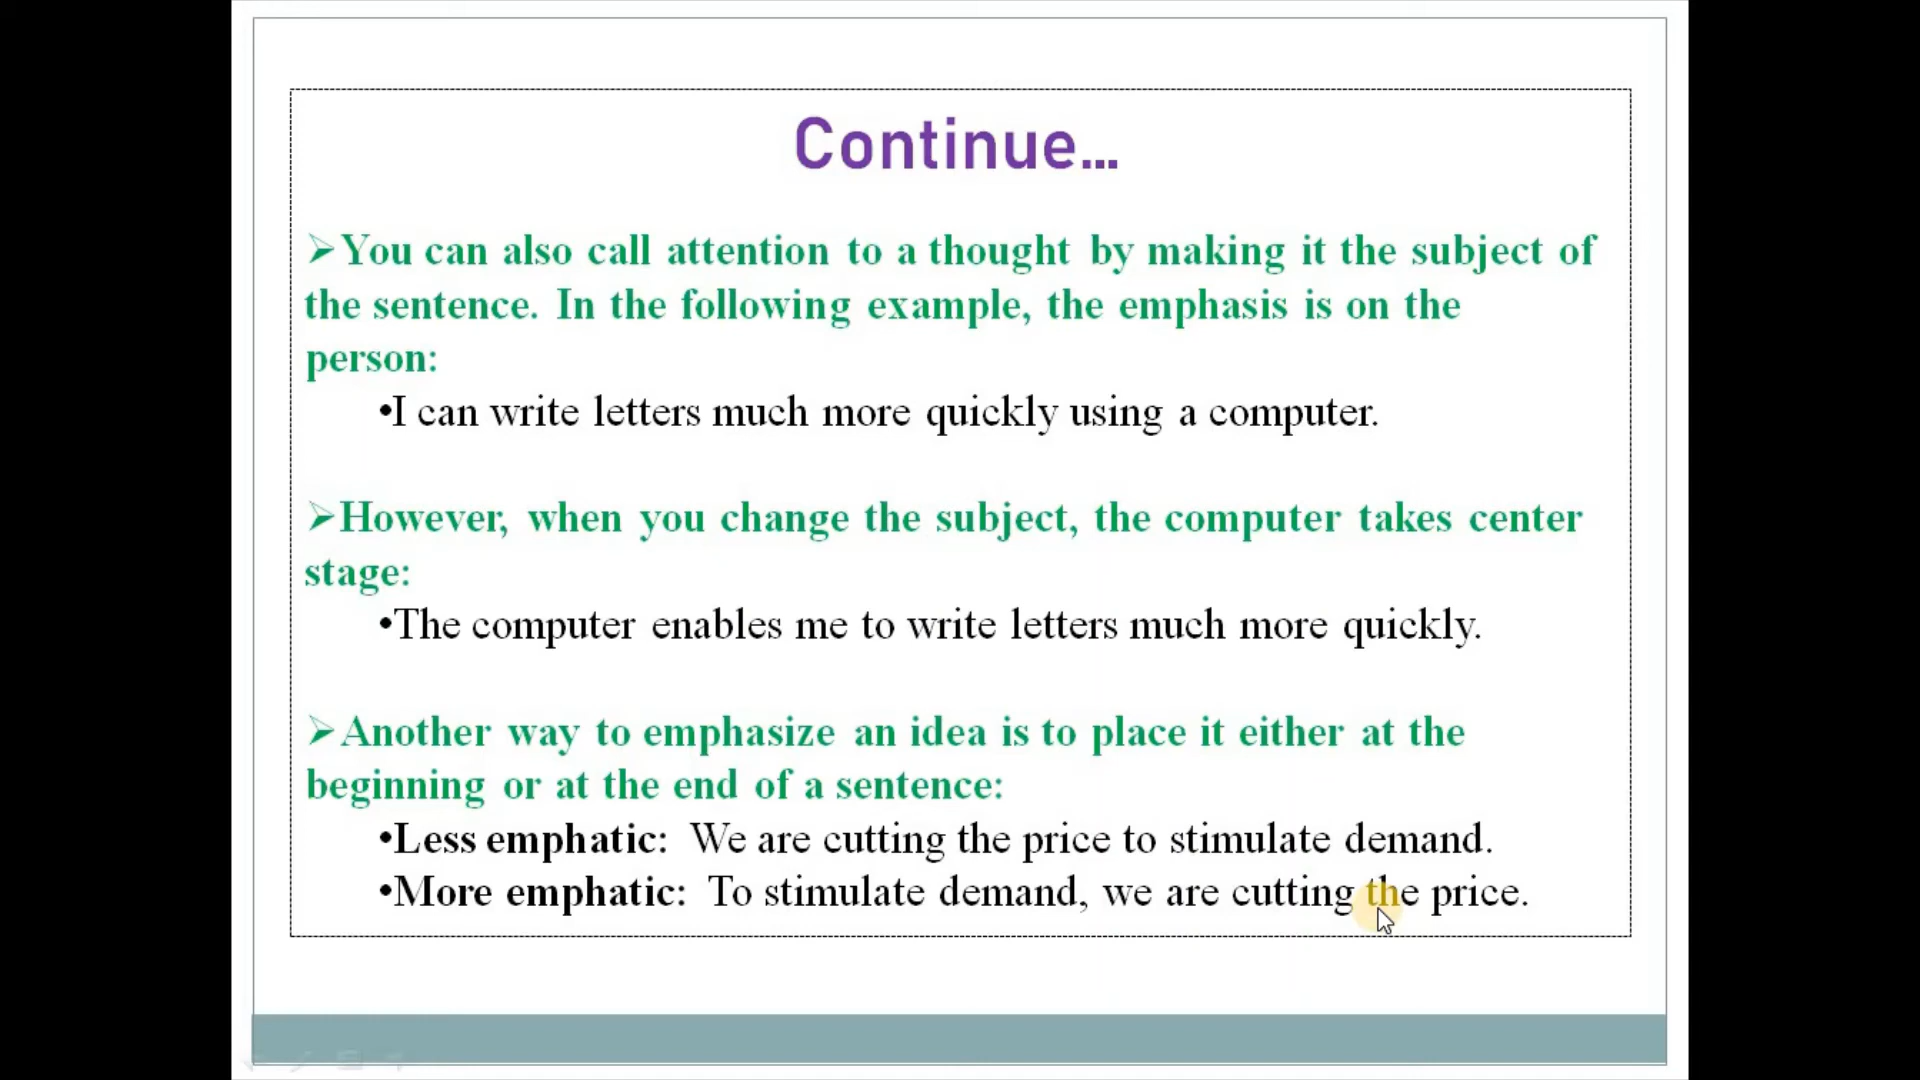 Continue...
➢You can also call attention to a thought by making it the subject of
the sentence. In the following example, the emphasis is on the
person:
•I can write letters much more quickly using a computer.
➢However, when you change the subject, the computer takes center
stage:
•The computer enables me to write letters much more quickly.
➢Another way to emphasize an idea is to place it either at the
beginning or at the end of a sentence:
•Less emphatic: We are cutting the price to stimulate demand.
•More emphatic: To stimulate demand, we are cutting the price.